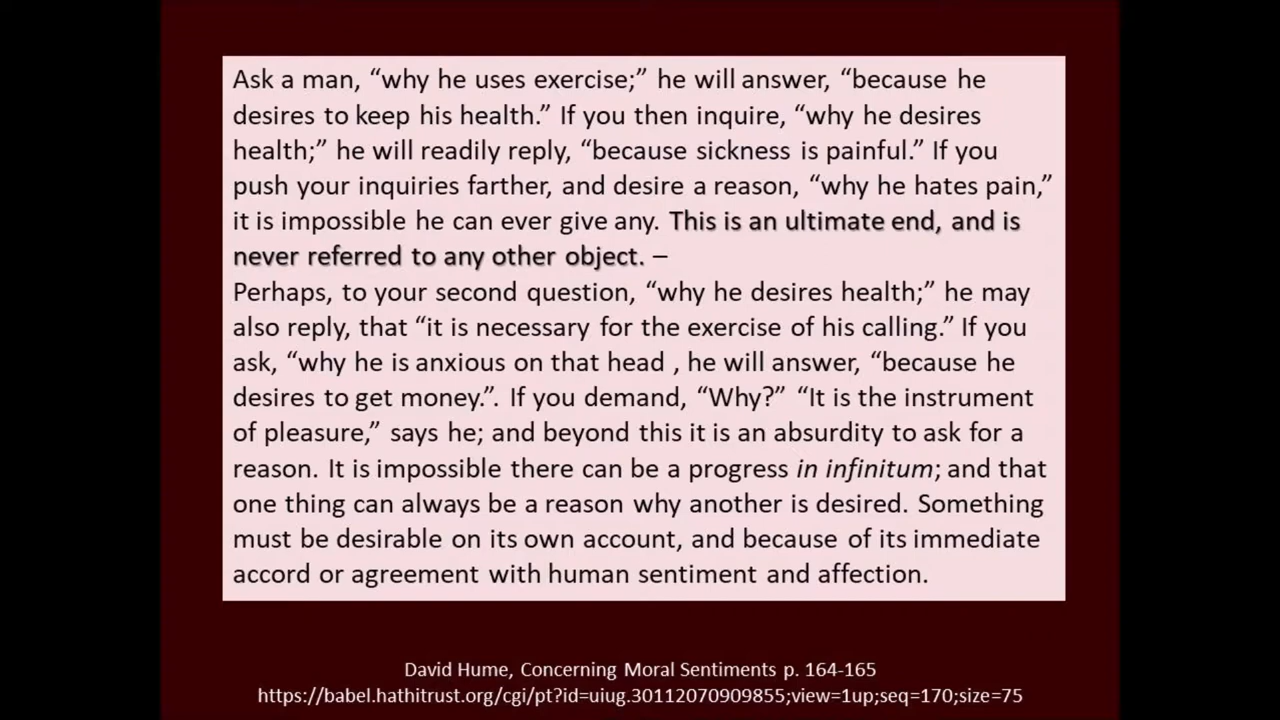 Ask a man, “why he uses exercise;” he will answer, “because he
desires to keep his health.” If you then inquire, “why he desires
health;” he will readily reply, “because sickness is painful.” If you
push your inquiries farther, and desire a reason, “why he hates pain,”
it is impossible he can ever give any. This is an ultimate end, and is
never referred to any other object. –
Perhaps, to your second question, “why he desires health;” he may
also reply, that “it is necessary for the exercise of his calling.” If you
ask, “why he is anxious on that head , he will answer, “because he
desires to get money.”. If you demand, “Why?” “It is the instrument
of pleasure,” says he; and beyond this it is an absurdity to ask for a
reason. It is impossible there can be a progress in infinitum; and that
one thing can always be a reason why another is desired. Something
must be desirable on its own account, and because of its immediate
accord or agreement with human sentiment and affection.
David Hume, Concerning Moral Sentiments p. 164-165
https://babel.hathitrust.org/cgi/pt?id=uiug.30112070909855;view=1up;seq=170;size=75